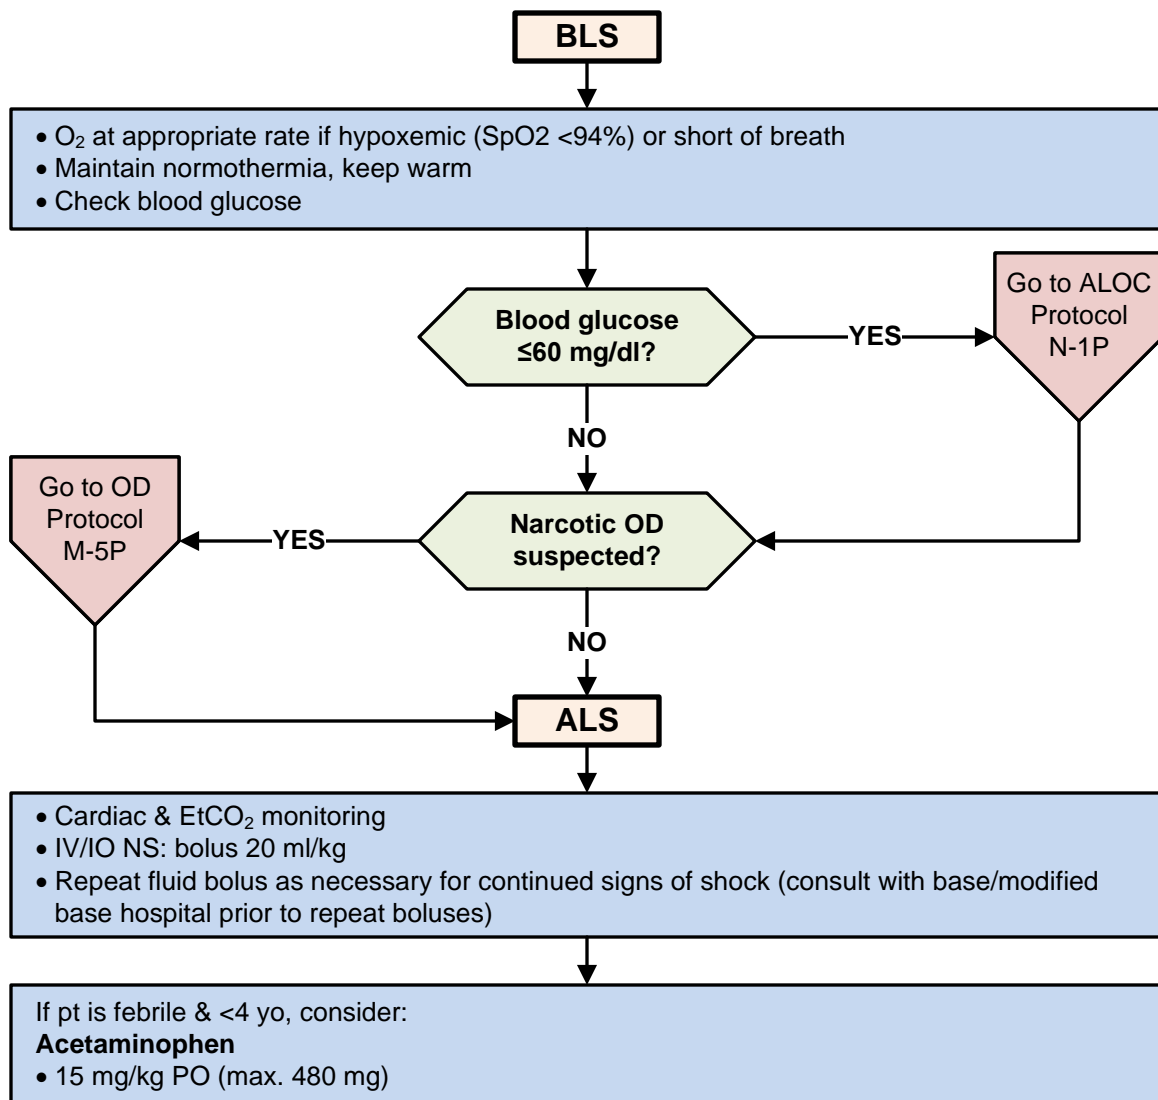 BLS
• O₂ at appropriate rate if hypoxemic (SpO2 <94%) or short of breath
• Maintain normothermia, keep warm
• Check blood glucose
Blood glucose
≤60 mg/dl?
YES
Go to ALOC
Protocol
N-1P
NO
Go to OD
Protocol
M-5P
YES
Narcotic OD
suspected?
NO
ALS
• Cardiac & EtCO₂ monitoring
• IV/IO NS: bolus 20 ml/kg
• Repeat fluid bolus as necessary for continued signs of shock (consult with base/modified
base hospital prior to repeat boluses)
If pt is febrile & <4 yo, consider:
Acetaminophen
• 15 mg/kg PO (max. 480 mg)